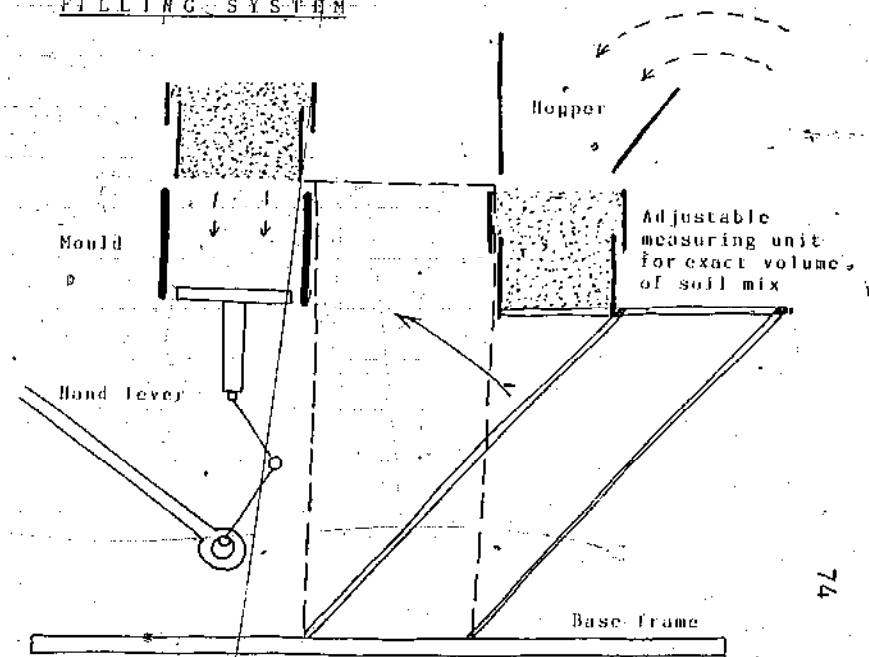 FILLING SYSTEM
Hopper
Mould
Adjustable
measuring unit
for exact volume
of soil mix
Hand lever
Base frame
74